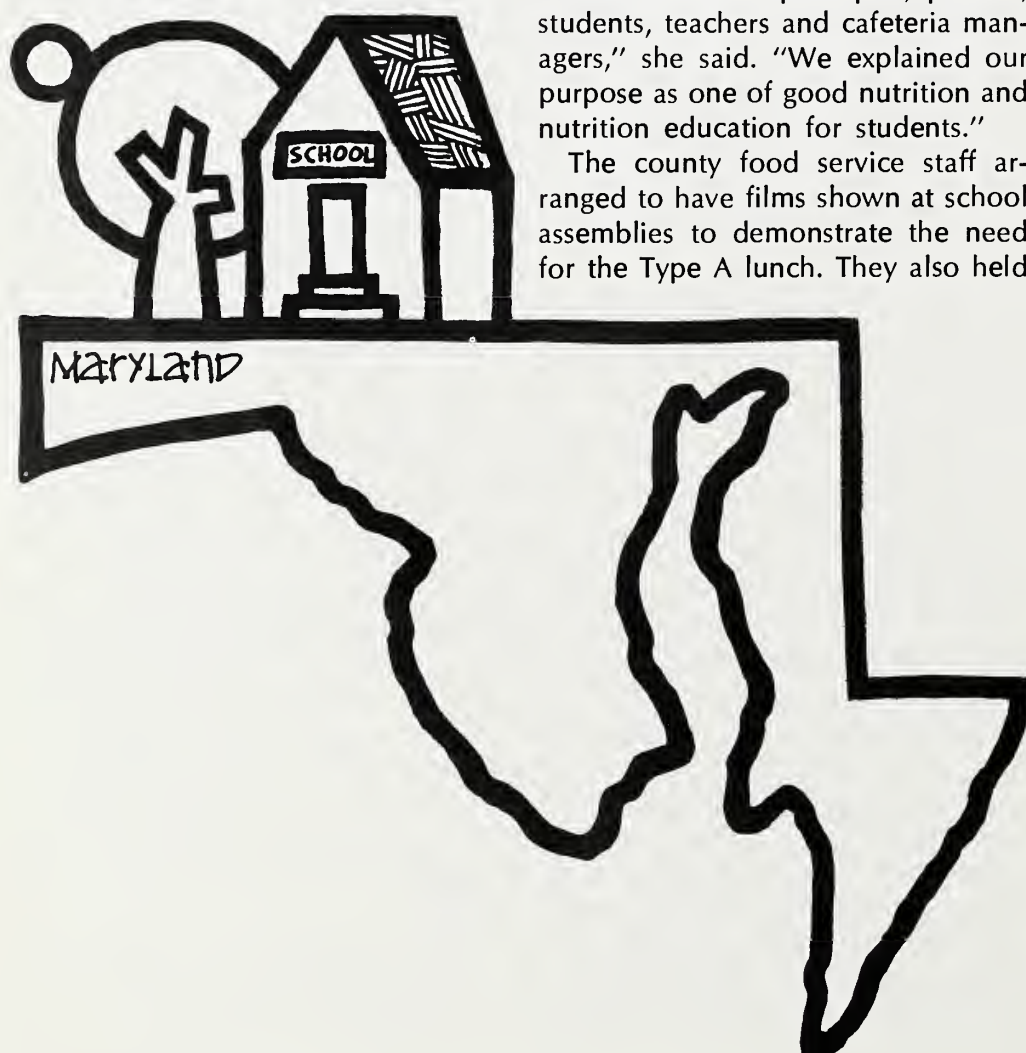 students, teachers and cafeteria man-
agers," she said. "We explained our
purpose as one of good nutrition and
nutrition education for students."
The county food service staff ar-
ranged to have films shown at school
assemblies to demonstrate the need
for the Type A lunch. They also held
SCHOOL
Maryland